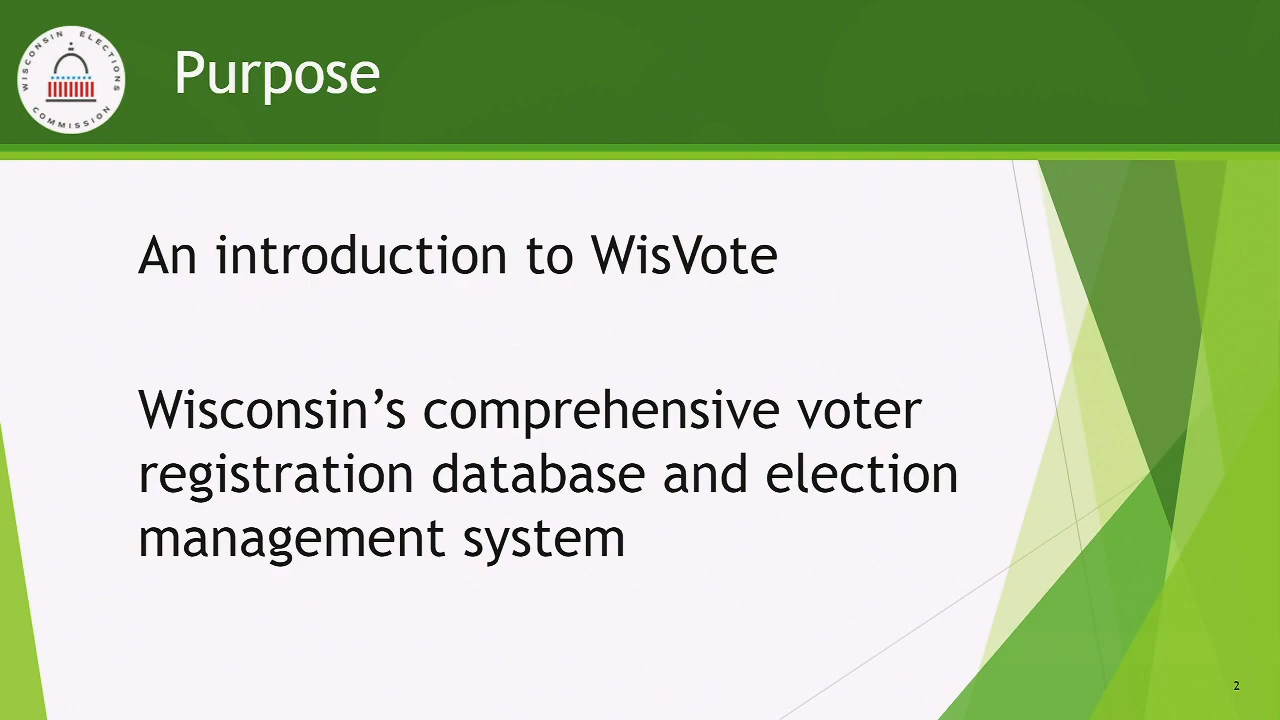 WISCONSIN ELECTIONS
COMMISSION
Purpose
An introduction to WisVote
Wisconsin’s comprehensive voter
registration database and election
management system
2